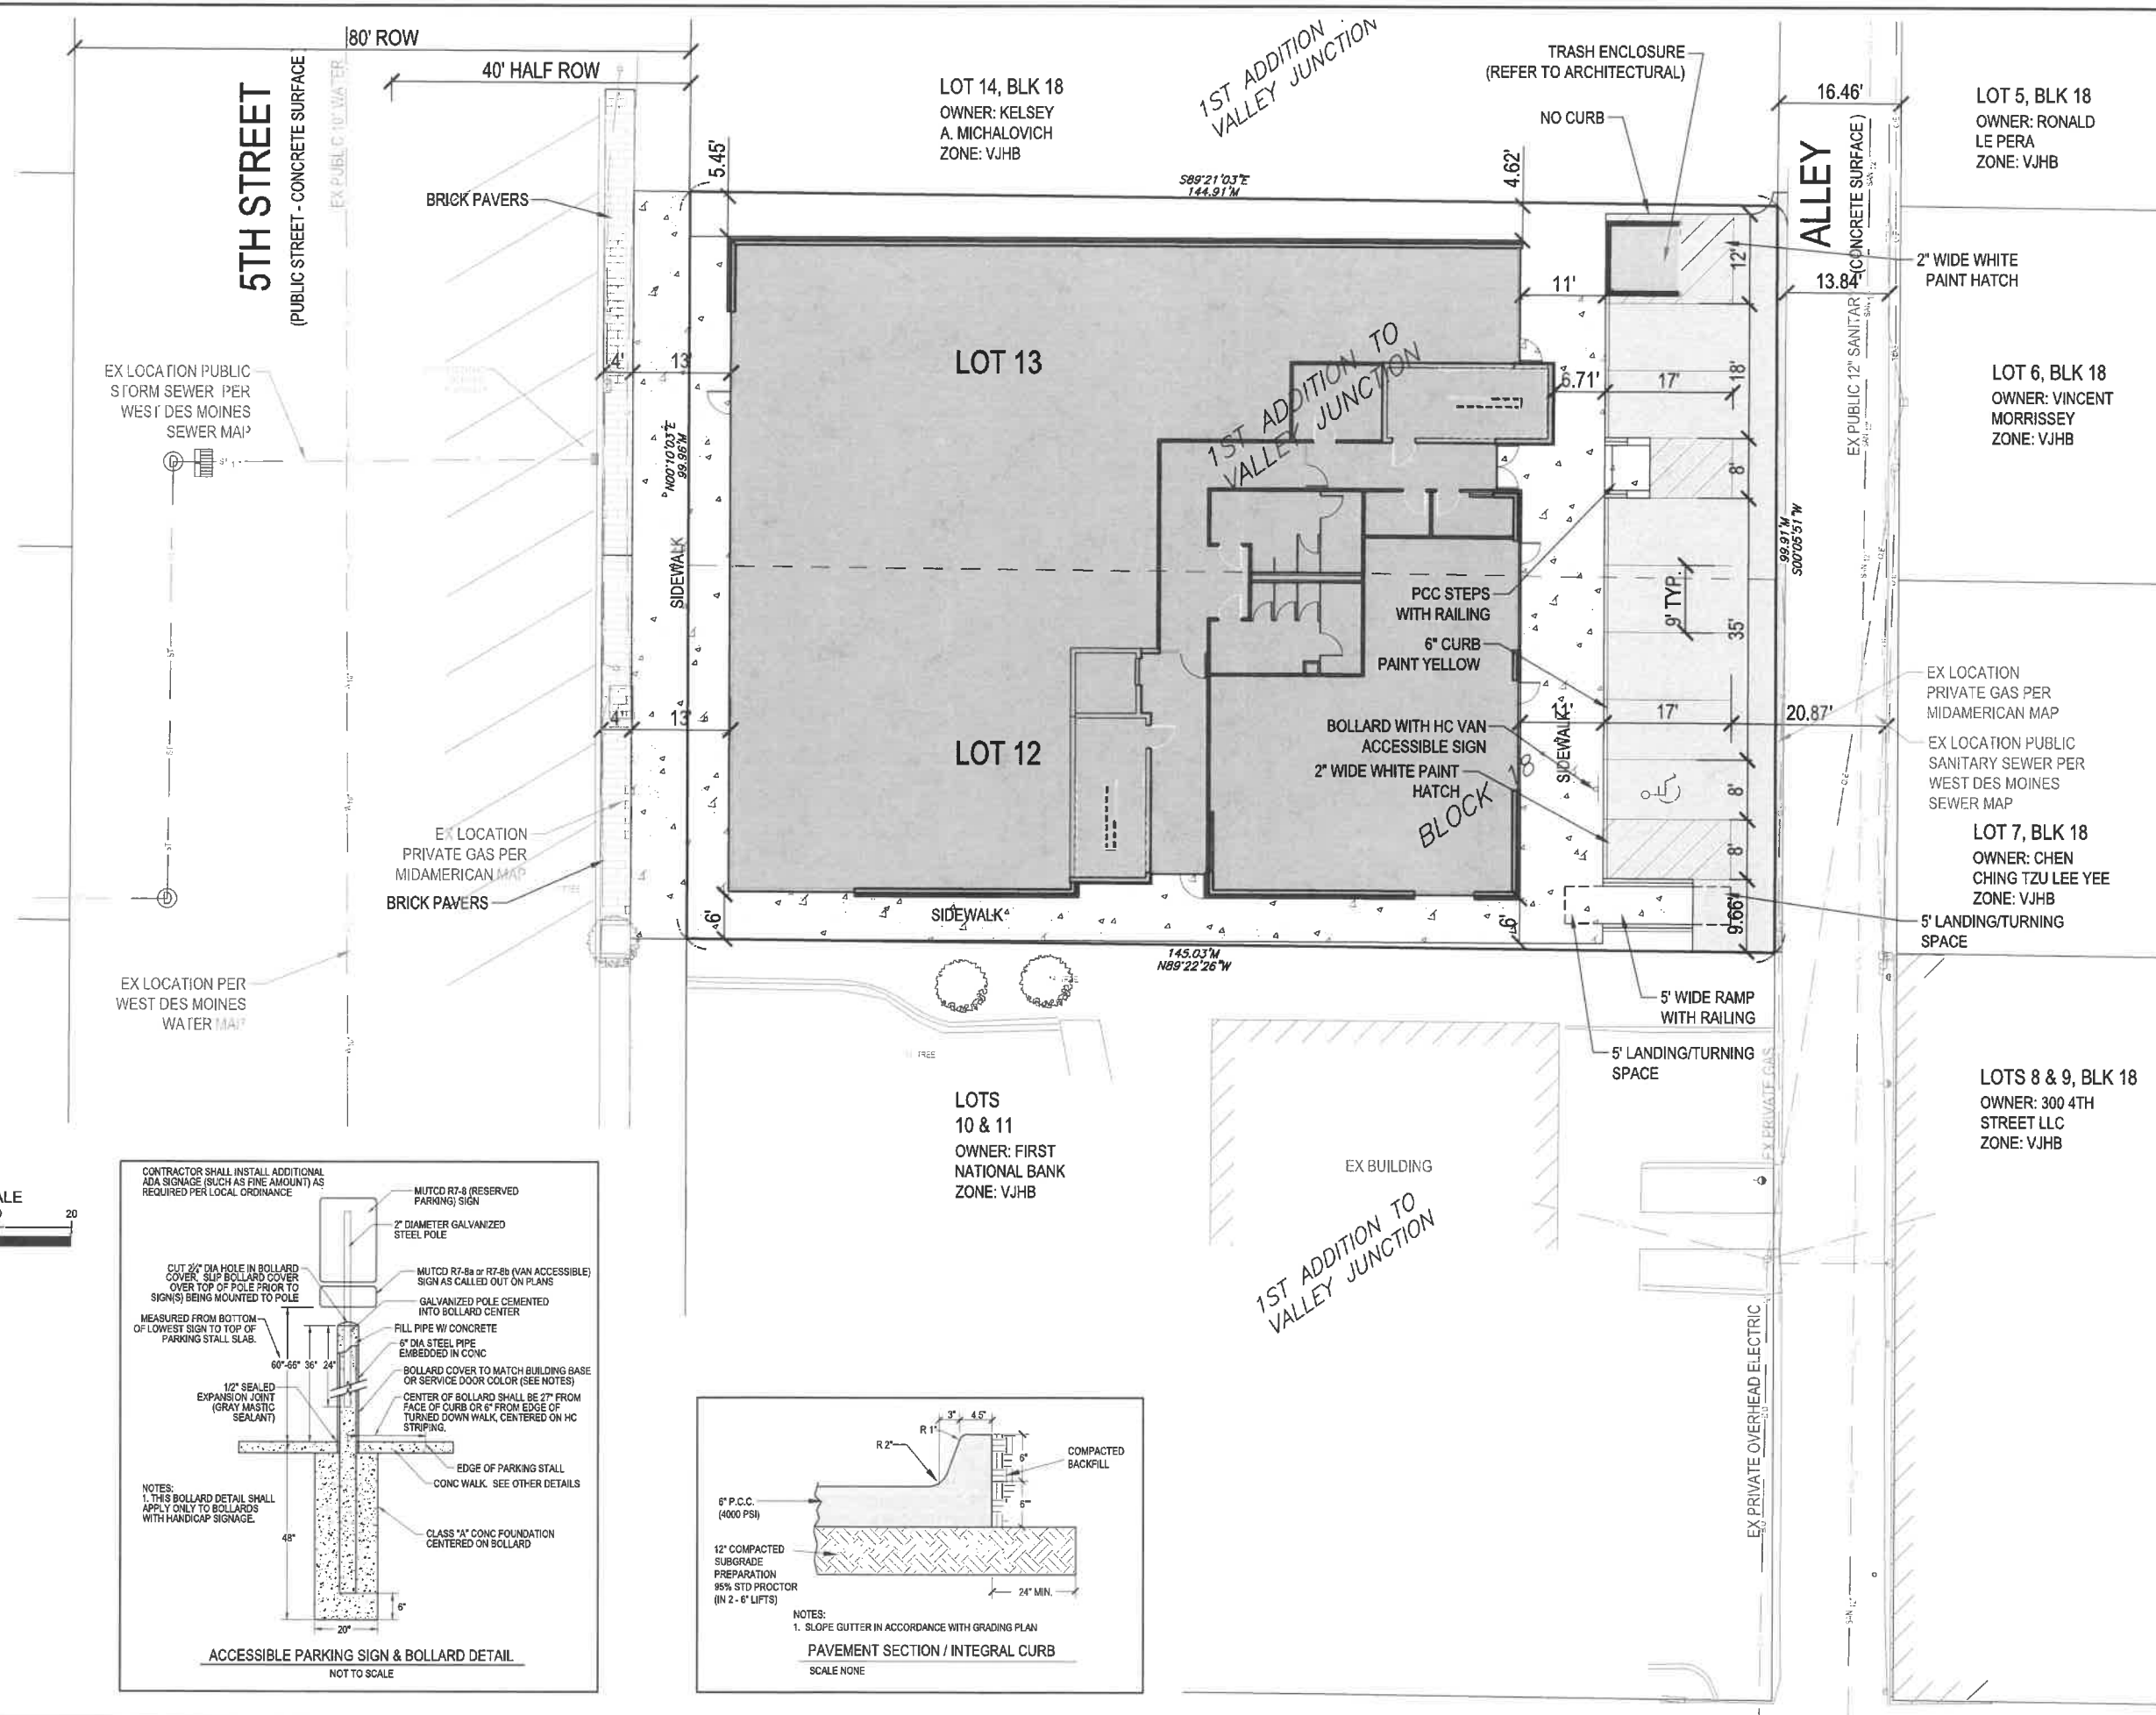 80' ROW
40' HALF ROW
5TH STREET
(PUBLIC STREET - CONCRETE SURFACE)
EX PUBLIC 10" WATER
BRICK PAVERS
LOT 14, BLK 18
OWNER: KELSEY
A. MICHALOVICH
ZONE: VJHB
1ST ADDITION
VALLEY JUNCTION
TRASH ENCLOSURE
(REFER TO ARCHITECTURAL)
NO CURB
16.46'
ALLEY
(CONCRETE SURFACE)
LOT 5, BLK 18
OWNER: RONALD
LE PERA
ZONE: VJHB
5.45'
S89°21'03"E
144.91'M
4.62'
2" WIDE WHITE
PAINT HATCH
12'
13.84'
11'
EX PUBLIC 12" SANITARY
EX LOCATION PUBLIC
STORM SEWER PER
WEST DES MOINES
SEWER MAP
4'
13'
LOT 13
1ST ADDITION TO
VALLEY JUNCTION
6.71'
17'
18'
LOT 6, BLK 18
OWNER: VINCENT
MORRISSEY
ZONE: VJHB
N00°10'03"E
99.96'M
8'
99.91'M
S00°05'51"W
SIDEWALK
PCC STEPS
WITH RAILING
9' TYP.
35'
6" CURB
PAINT YELLOW
EX LOCATION
PRIVATE GAS PER
MIDAMERICAN MAP
4'
13'
11'
17'
20.87'
LOT 12
BOLLARD WITH HC VAN
ACCESSIBLE SIGN
2" WIDE WHITE PAINT
HATCH
SIDEWALK
BLOCK 18
8'
EX LOCATION PUBLIC
SANITARY SEWER PER
WEST DES MOINES
SEWER MAP
EX LOCATION
PRIVATE GAS PER
MIDAMERICAN MAP
BRICK PAVERS
8'
LOT 7, BLK 18
OWNER: CHEN
CHING TZU LEE YEE
ZONE: VJHB
6'
SIDEWALK
6'
9.66'
5' LANDING/TURNING
SPACE
145.03'M
N89°22'26"W
EX LOCATION PER
WEST DES MOINES
WATER MAP
5' WIDE RAMP
WITH RAILING
5' LANDING/TURNING
SPACE
TREE
EX PRIVATE GAS
LOTS
10 & 11
OWNER: FIRST
NATIONAL BANK
ZONE: VJHB
LOTS 8 & 9, BLK 18
OWNER: 300 4TH
STREET LLC
ZONE: VJHB
EX BUILDING
1ST ADDITION TO
VALLEY JUNCTION
EX PRIVATE OVERHEAD ELECTRIC
20
CONTRACTOR SHALL INSTALL ADDITIONAL
ADA SIGNAGE (SUCH AS FINE AMOUNT) AS
REQUIRED PER LOCAL ORDINANCE
MUTCD R7-8 (RESERVED
PARKING) SIGN
2" DIAMETER GALVANIZED
STEEL POLE
CUT 2½" DIA HOLE IN BOLLARD
COVER. SLIP BOLLARD COVER
OVER TOP OF POLE PRIOR TO
SIGN(S) BEING MOUNTED TO POLE
MUTCD R7-8a or R7-8b (VAN ACCESSIBLE)
SIGN AS CALLED OUT ON PLANS
GALVANIZED POLE CEMENTED
INTO BOLLARD CENTER
MEASURED FROM BOTTOM
OF LOWEST SIGN TO TOP OF
PARKING STALL SLAB.
FILL PIPE W/ CONCRETE
6" DIA STEEL PIPE
EMBEDDED IN CONC
60"-66" 36" 24"
BOLLARD COVER TO MATCH BUILDING BASE
OR SERVICE DOOR COLOR (SEE NOTES)
1/2" SEALED
EXPANSION JOINT
(GRAY MASTIC
SEALANT)
CENTER OF BOLLARD SHALL BE 27" FROM
FACE OF CURB OR 6" FROM EDGE OF
TURNED DOWN WALK, CENTERED ON HC
STRIPING.
EDGE OF PARKING STALL
CONC WALK. SEE OTHER DETAILS
NOTES:
1. THIS BOLLARD DETAIL SHALL
APPLY ONLY TO BOLLARDS
WITH HANDICAP SIGNAGE.
48"
CLASS "A" CONC FOUNDATION
CENTERED ON BOLLARD
6"
20"
ACCESSIBLE PARKING SIGN & BOLLARD DETAIL
NOT TO SCALE
3" 4.5"
R 1"
R 2"
6"
COMPACTED
BACKFILL
6" P.C.C.
(4000 PSI)
6"
12" COMPACTED
SUBGRADE
PREPARATION
95% STD PROCTOR
(IN 2 - 6" LIFTS)
24" MIN.
NOTES:
1. SLOPE GUTTER IN ACCORDANCE WITH GRADING PLAN
PAVEMENT SECTION / INTEGRAL CURB
SCALE NONE